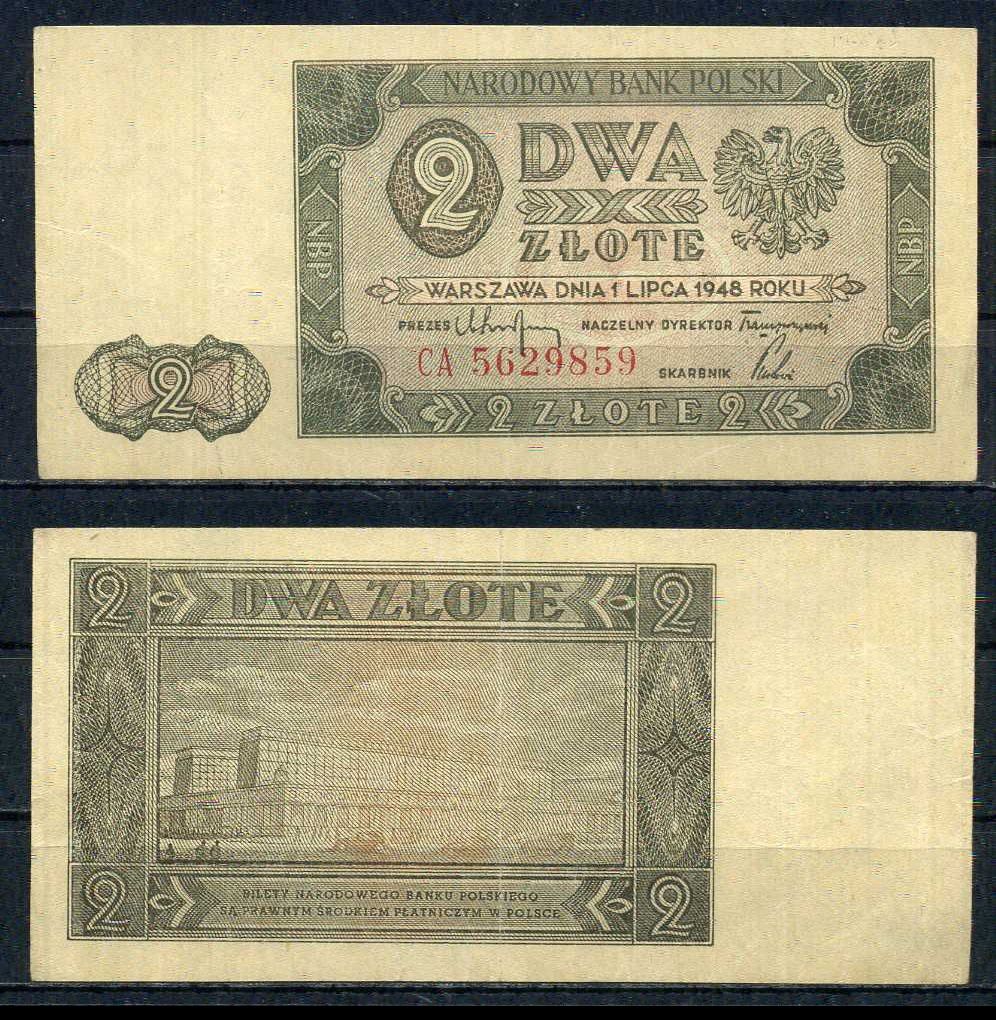 NARODOWY BANK POLSKI
2
DWA
ZŁOTE
NBP
NBP
WARSZAWA DNIA 1 LIPCA 1948 ROKU
PREZES NACZELNY DYREKTOR
CA 5629859 SKARBNIK
2
2 ZŁOTE 2
2 DWA ZŁOTE 2
2 BILETY NARODOWEGO BANKU POLSKIEGO 2
SĄ PRAWNYM ŚRODKIEM PŁATNICZYM W POLSCE